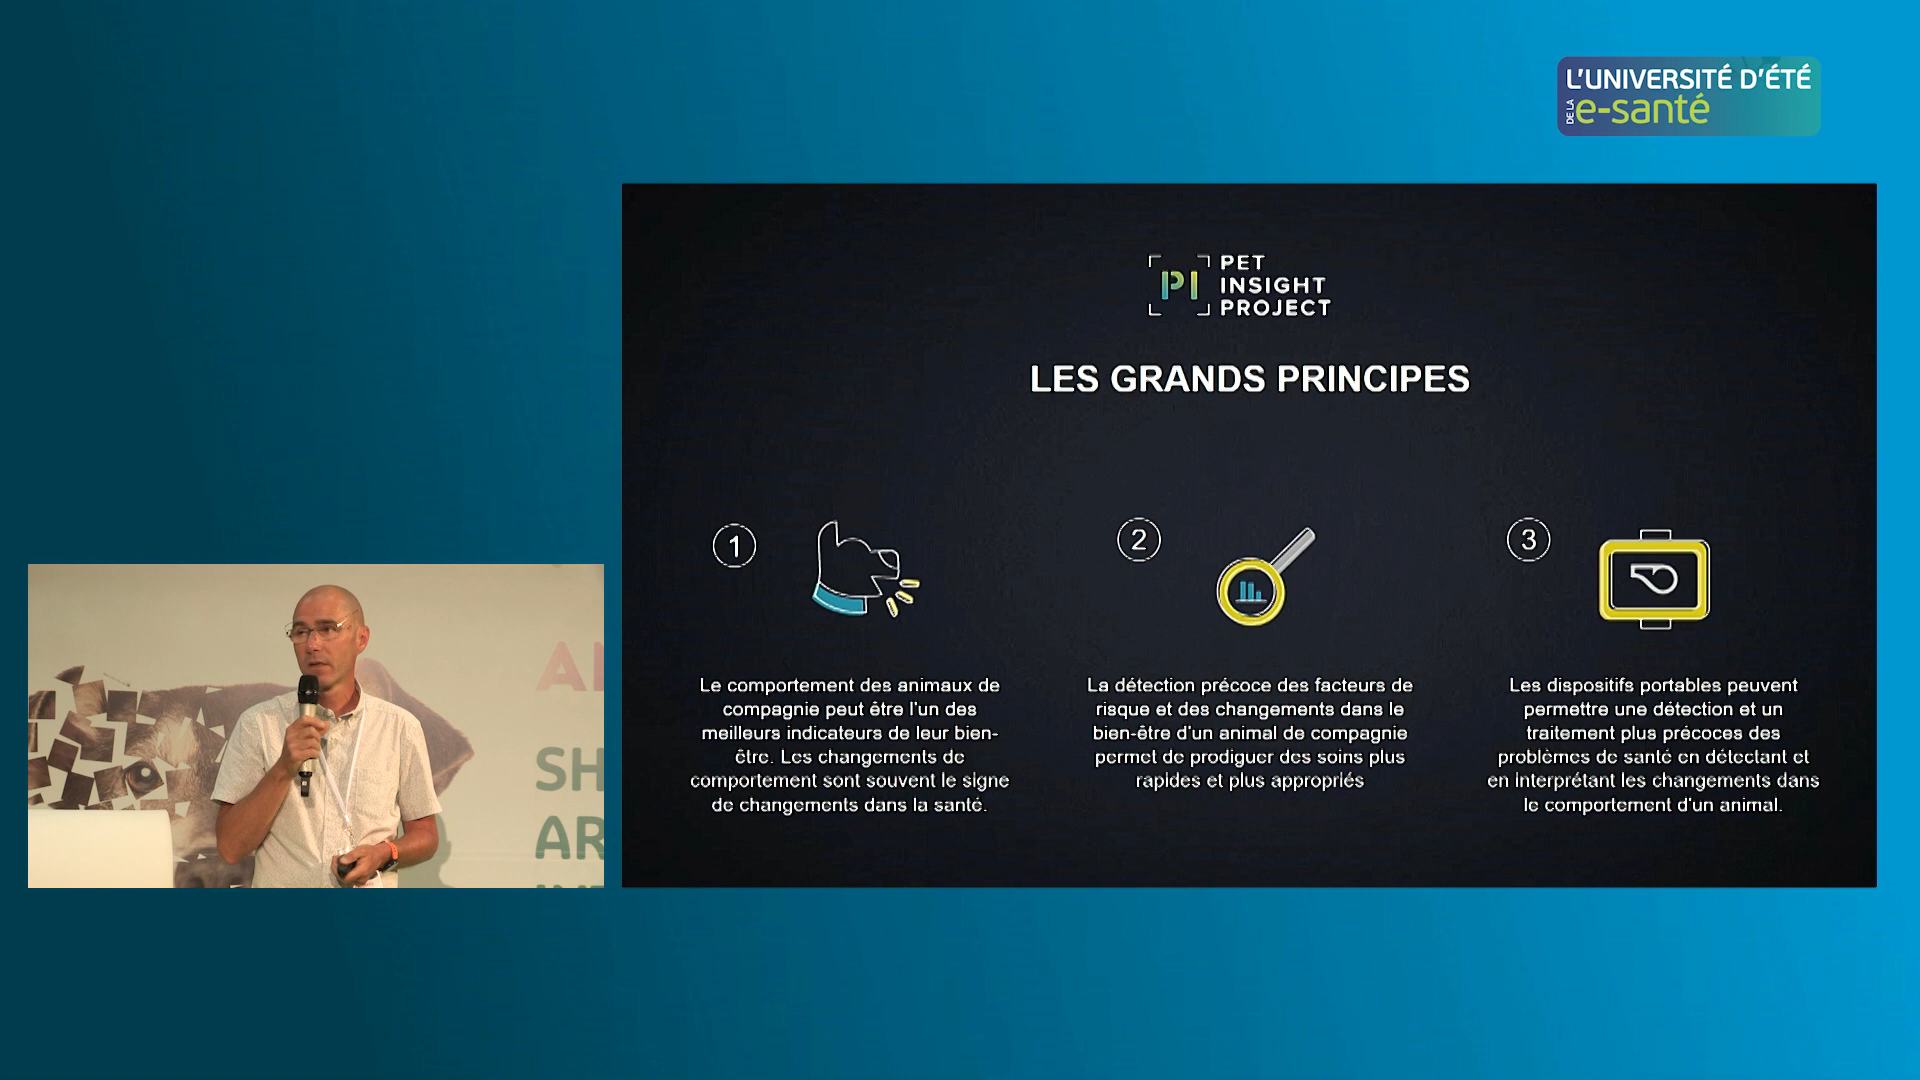 L'UNIVERSITÉ D'ÉTÉ
DE LA e-santé
PI
PET
INSIGHT
PROJECT
LES GRANDS PRINCIPES
1
Le comportement des animaux de
compagnie peut être l'un des
meilleurs indicateurs de leur bien-
être. Les changements de
comportement sont souvent le signe
de changements dans la santé.
2
La détection précoce des facteurs de
risque et des changements dans le
bien-être d'un animal de compagnie
permet de prodiguer des soins plus
rapides et plus appropriés
3
Les dispositifs portables peuvent
permettre une détection et un
traitement plus précoces des
problèmes de santé en détectant et
en interprétant les changements dans
le comportement d'un animal.
SH
AR